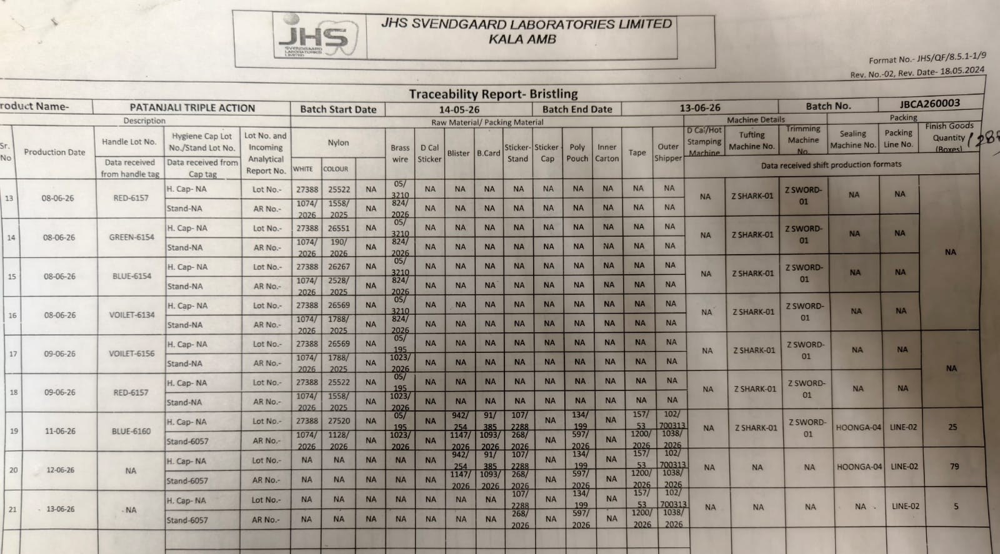 JHS
SVENDGAARD
LABORATORIES
LIMITED
JHS SVENDGAARD LABORATORIES LIMITED
KALA AMB
Format No.- JHS/QF/8.5.1-1/9
Rev. No.-02, Rev. Date- 18.05.2024
Traceability Report- Bristling
roduct Name- PATANJALI TRIPLE ACTION Batch Start Date 14-05-26 Batch End Date 13-06-26 Batch No. JBCA260003
Description Raw Material/ Packing Material Machine Details Packing
Sr. No Production Date Handle Lot No. Hygiene Cap Lot No./Stand Lot No. Lot No. and Incoming Analytical Report No. Nylon Brass wire D Cal Sticker Blister B.Card Sticker-Stand Sticker-Cap Poly Pouch Inner Carton Tape Outer Shipper D Cal/Hot Stamping Machine Tufting Machine No. Trimming Machine No. Sealing Machine No. Packing Line No. Finish Goods Quantity (Boxes)
Data received from handle tag Data received from Cap tag WHITE COLOUR Data received shift production formats
13 08-06-26 RED-6157 H. Cap- NA Lot No.- 27388 25522 NA 05/3210 NA NA NA NA NA NA NA NA NA NA Z SHARK-01 Z SWORD-01 NA NA
Stand-NA AR No.- 1074/2026 1558/2025 NA 824/2026 NA NA NA NA NA NA NA NA NA
14 08-06-26 GREEN-6154 H. Cap- NA Lot No.- 27388 26551 NA 05/3210 NA NA NA NA NA NA NA NA NA NA Z SHARK-01 Z SWORD-01 NA NA NA
Stand-NA AR No.- 1074/2026 190/2026 NA 824/2026 NA NA NA NA NA NA NA NA NA
15 08-06-26 BLUE-6154 H. Cap- NA Lot No.- 27388 26267 NA 05/3210 NA NA NA NA NA NA NA NA NA NA Z SHARK-01 Z SWORD-01 NA NA
Stand-NA AR No.- 1074/2026 2528/2025 NA 824/2026 NA NA NA NA NA NA NA NA NA
16 08-06-26 VOILET-6134 H. Cap- NA Lot No.- 27388 26569 NA 05/3210 NA NA NA NA NA NA NA NA NA NA Z SHARK-01 Z SWORD-01 NA NA
Stand-NA AR No.- 1074/2026 1788/2025 NA 824/2026 NA NA NA NA NA NA NA NA NA
17 09-06-26 VOILET-6156 H. Cap- NA Lot No.- 27388 26569 NA 05/195 NA NA NA NA NA NA NA NA NA NA Z SHARK-01 Z SWORD-01 NA NA NA
Stand-NA AR No.- 1074/2026 1788/2025 NA 1023/2026 NA NA NA NA NA NA NA NA NA
18 09-06-26 RED-6157 H. Cap- NA Lot No.- 27388 25522 NA 05/195 NA NA NA NA NA NA NA NA NA NA Z SHARK-01 Z SWORD-01 NA NA
Stand-NA AR No.- 1074/2026 1558/2025 NA 1023/2026 NA NA NA NA NA NA NA NA NA
19 11-06-26 BLUE-6160 H. Cap- NA Lot No.- 27388 27520 NA 05/195 NA 942/254 91/385 107/2288 NA 134/199 NA 157/53 102/700313 NA Z SHARK-01 Z SWORD-01 HOONGA-04 LINE-02 25
Stand-6057 AR No.- 1074/2026 1128/2026 NA 1023/2026 NA 1147/2026 1093/2026 268/2026 NA 597/2026 NA 1200/2026 1038/2026
20 12-06-26 NA H. Cap- NA Lot No.- NA NA NA NA NA 942/254 91/385 107/2288 NA 134/199 NA 157/53 102/700313 NA NA NA HOONGA-04 LINE-02 79
Stand-6057 AR No.- NA NA NA NA NA 1147/2026 1093/2026 268/2026 NA 597/2026 NA 1200/2026 1038/2026
21 13-06-26 NA H. Cap- NA Lot No.- NA NA NA NA NA NA NA 107/2288 NA 134/199 NA 157/53 102/700313 NA NA NA NA LINE-02 5
Stand-6057 AR No.- NA NA NA NA NA NA NA 268/2026 NA 597/2026 NA 1200/2026 1038/2026